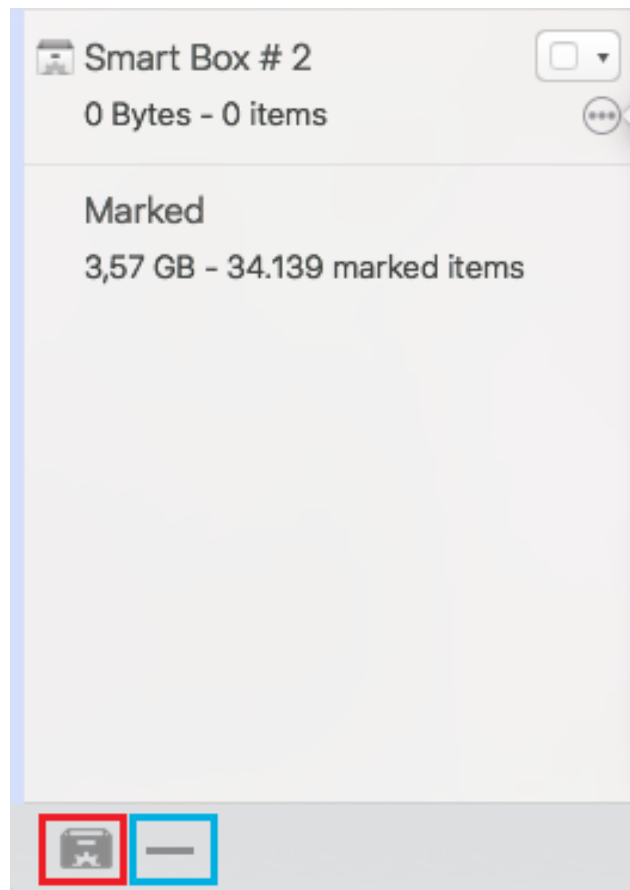 Smart Box # 2
0 Bytes - 0 items
Marked
3,57 GB - 34.139 marked items